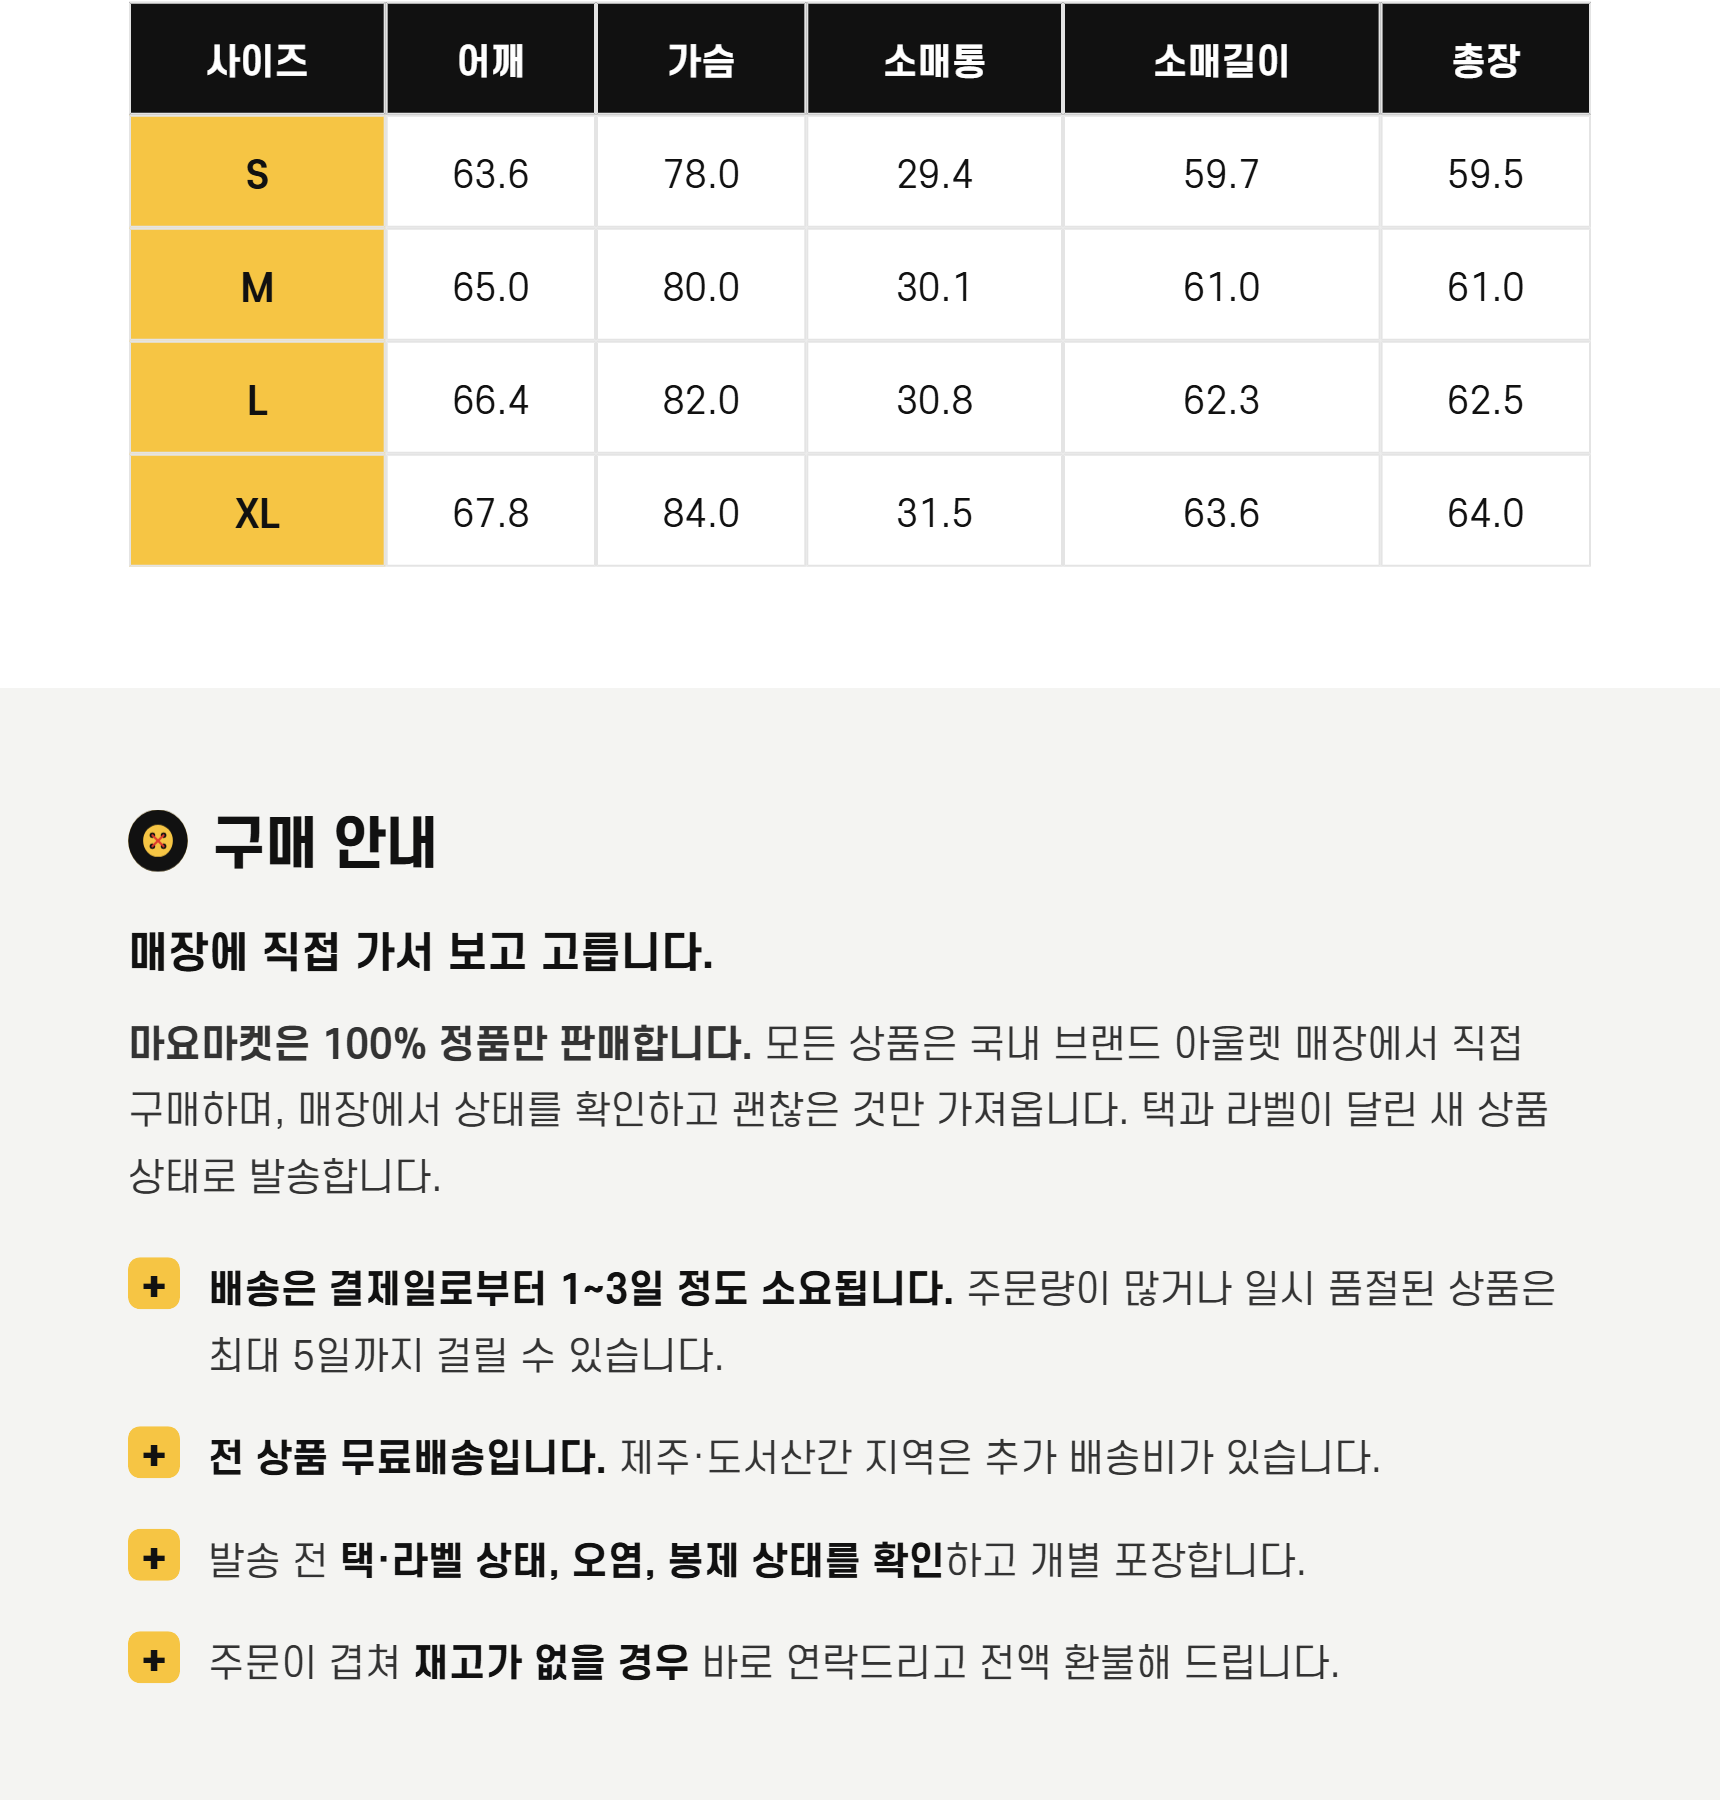 사이즈 어깨 가슴 소매통 소매길이 총장
S 63.6 78.0 29.4 59.7 59.5
M 65.0 80.0 30.1 61.0 61.0
L 66.4 82.0 30.8 62.3 62.5
XL 67.8 84.0 31.5 63.6 64.0
구매 안내
매장에 직접 가서 보고 고릅니다.
마요마켓은 100% 정품만 판매합니다. 모든 상품은 국내 브랜드 아울렛 매장에서 직접
구매하며, 매장에서 상태를 확인하고 괜찮은 것만 가져옵니다. 택과 라벨이 달린 새 상품
상태로 발송합니다.
+ 배송은 결제일로부터 1~3일 정도 소요됩니다. 주문량이 많거나 일시 품절된 상품은
최대 5일까지 걸릴 수 있습니다.
+ 전 상품 무료배송입니다. 제주·도서산간 지역은 추가 배송비가 있습니다.
+ 발송 전 택·라벨 상태, 오염, 봉제 상태를 확인하고 개별 포장합니다.
+ 주문이 겹쳐 재고가 없을 경우 바로 연락드리고 전액 환불해 드립니다.